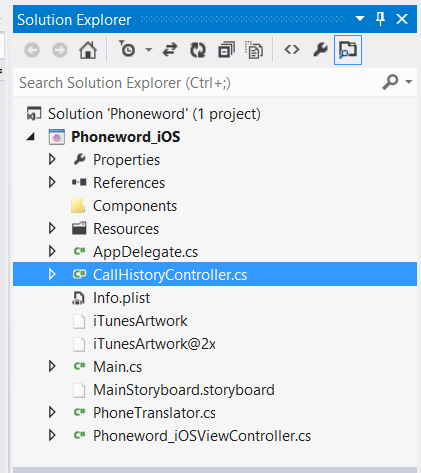 Solution Explorer
Search Solution Explorer (Ctrl+;)
Solution 'Phoneword' (1 project)
Phoneword_iOS
Properties
References
Components
Resources
AppDelegate.cs
CallHistoryController.cs
Info.plist
iTunesArtwork
iTunesArtwork@2x
Main.cs
MainStoryboard.storyboard
PhoneTranslator.cs
Phoneword_iOSViewController.cs